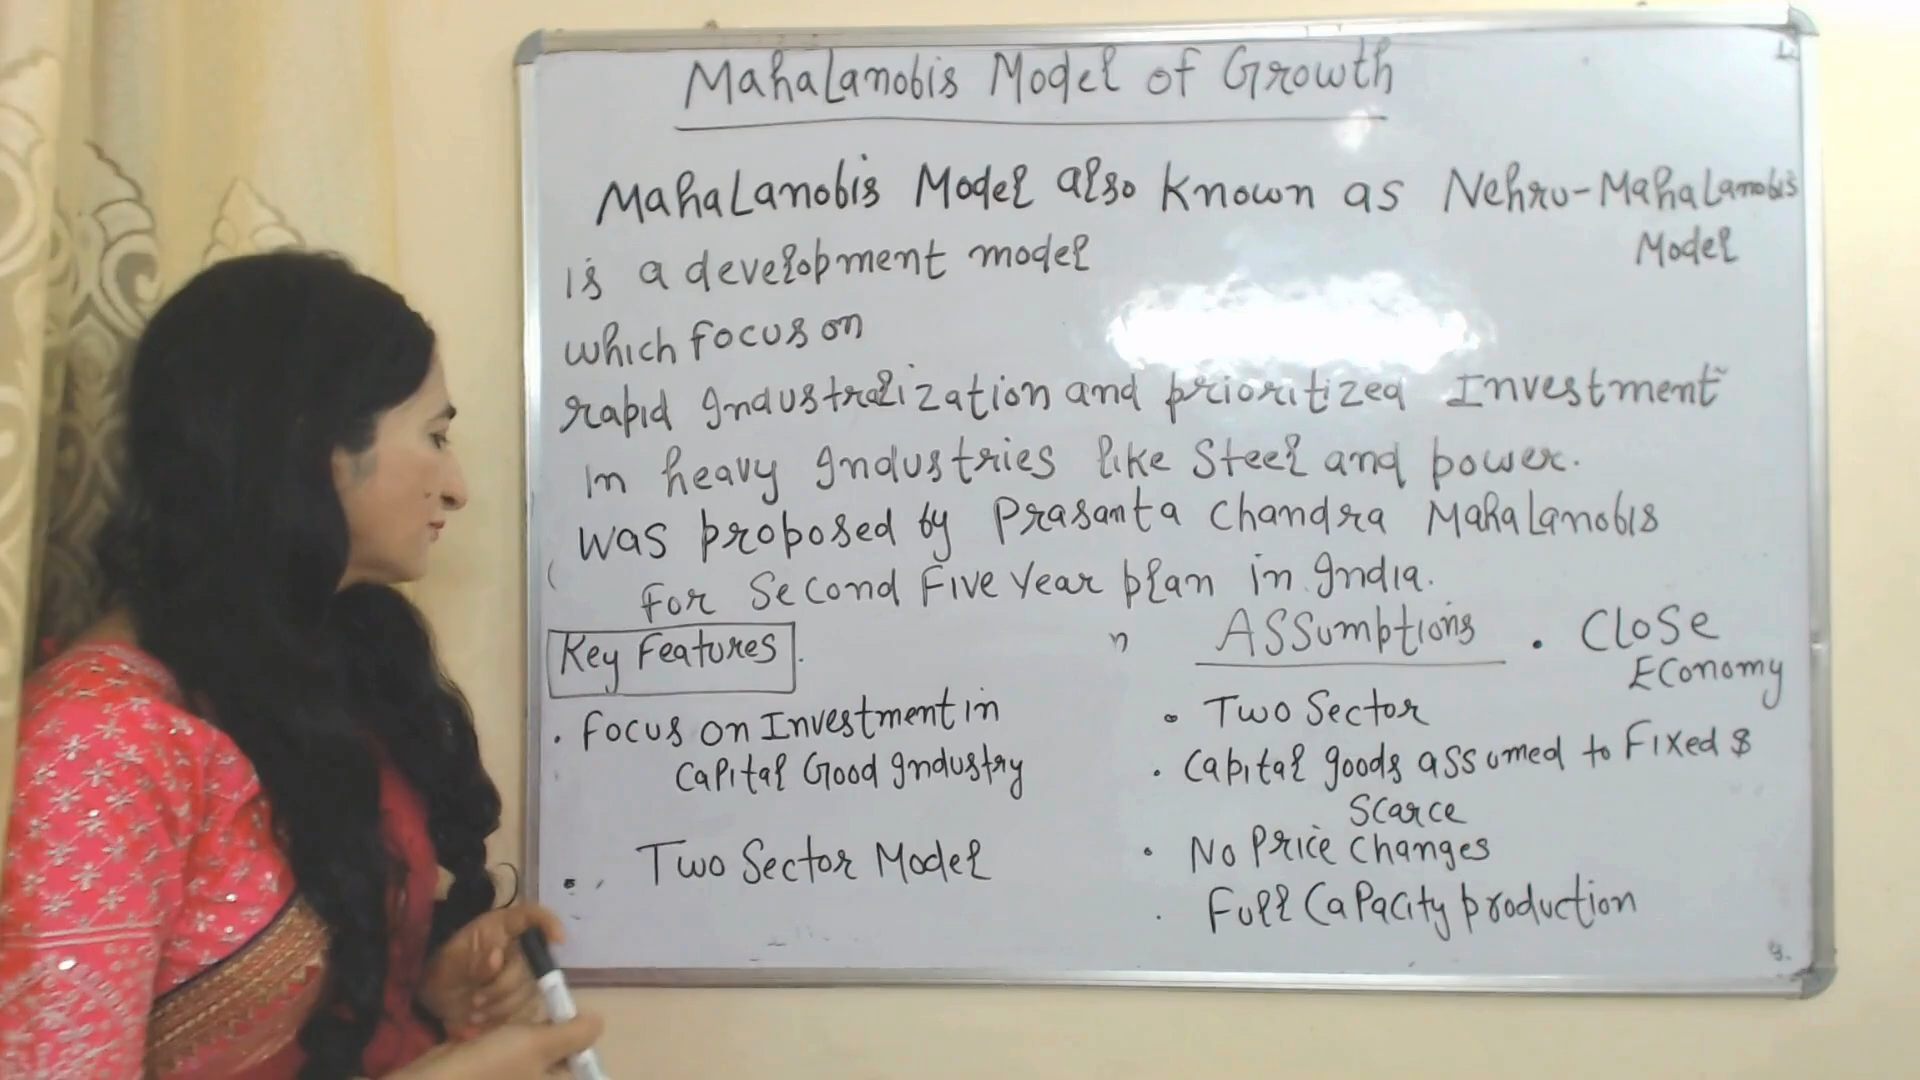 Mahalanobis Model of Growth
Mahalanobis Model also known as Nehru-Mahalanobis
Model
is a development model
which focus on
rapid Industralization and prioritized Investment
in heavy Industries like Steel and power.
was proposed by Prasanta Chandra Mahalanobis
for Second Five Year plan in India.
Key Features.
. Focus on Investment in
Capital Good Industry
. Two Sector Model
Assumptions
. Close
Economy
. Two Sector
. Capital goods assumed to Fixed &
Scarce
. No Price changes
. Full Capacity production